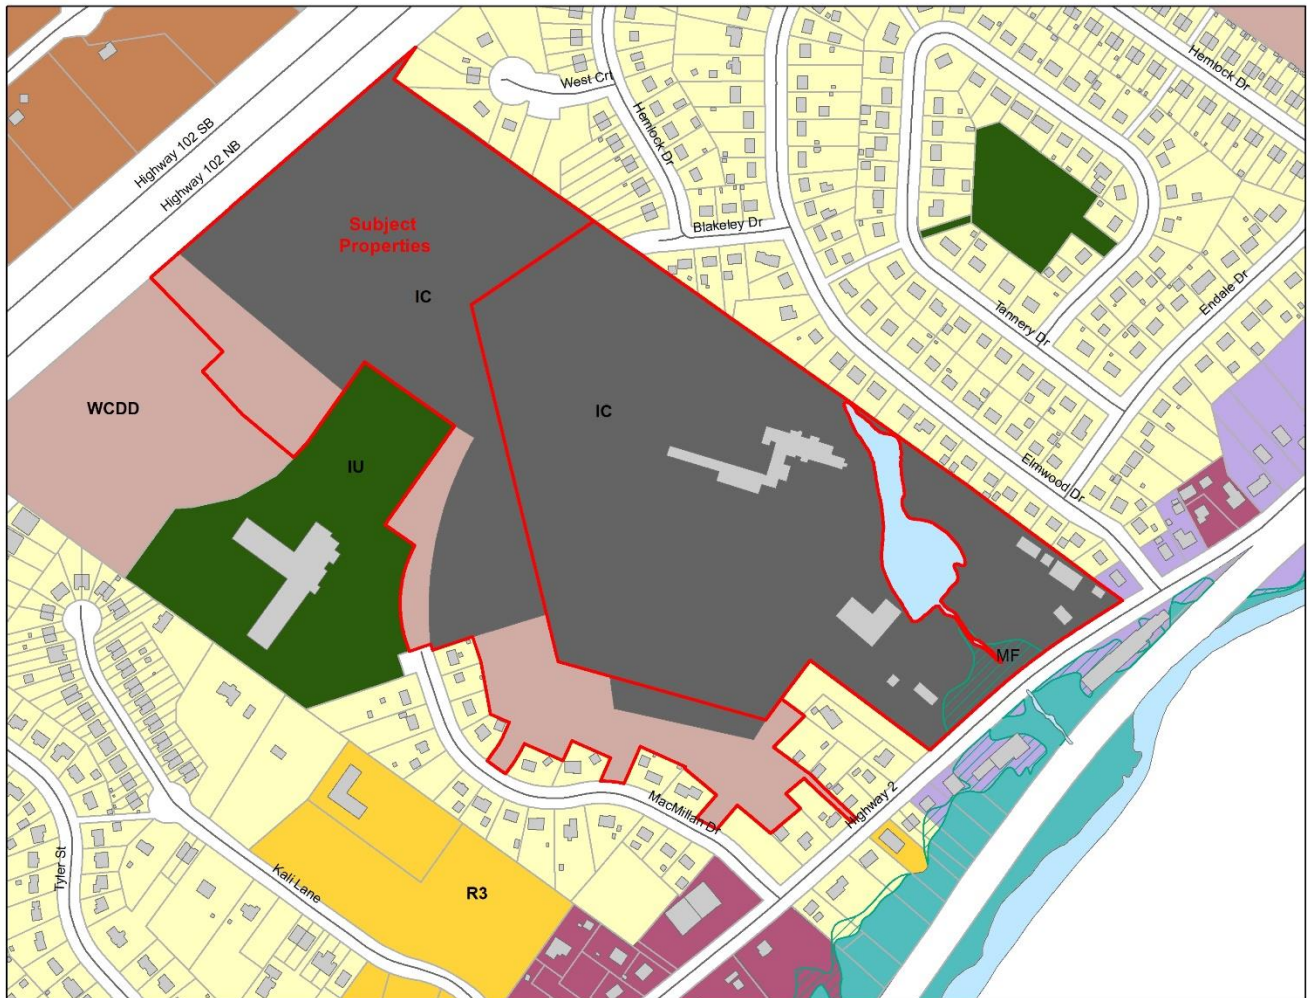 Hemlock Dr
West Crt
Highway 102 SB
Hemlock Dr
Highway 102 NB
Subject
Properties
Blakeley Dr
IC
Tannery Dr
Endale Dr
WCDD
IC
IU
Elmwood Dr
MF
MacMillan Dr
Highway 2
Tyler St
Kali Lane
R3